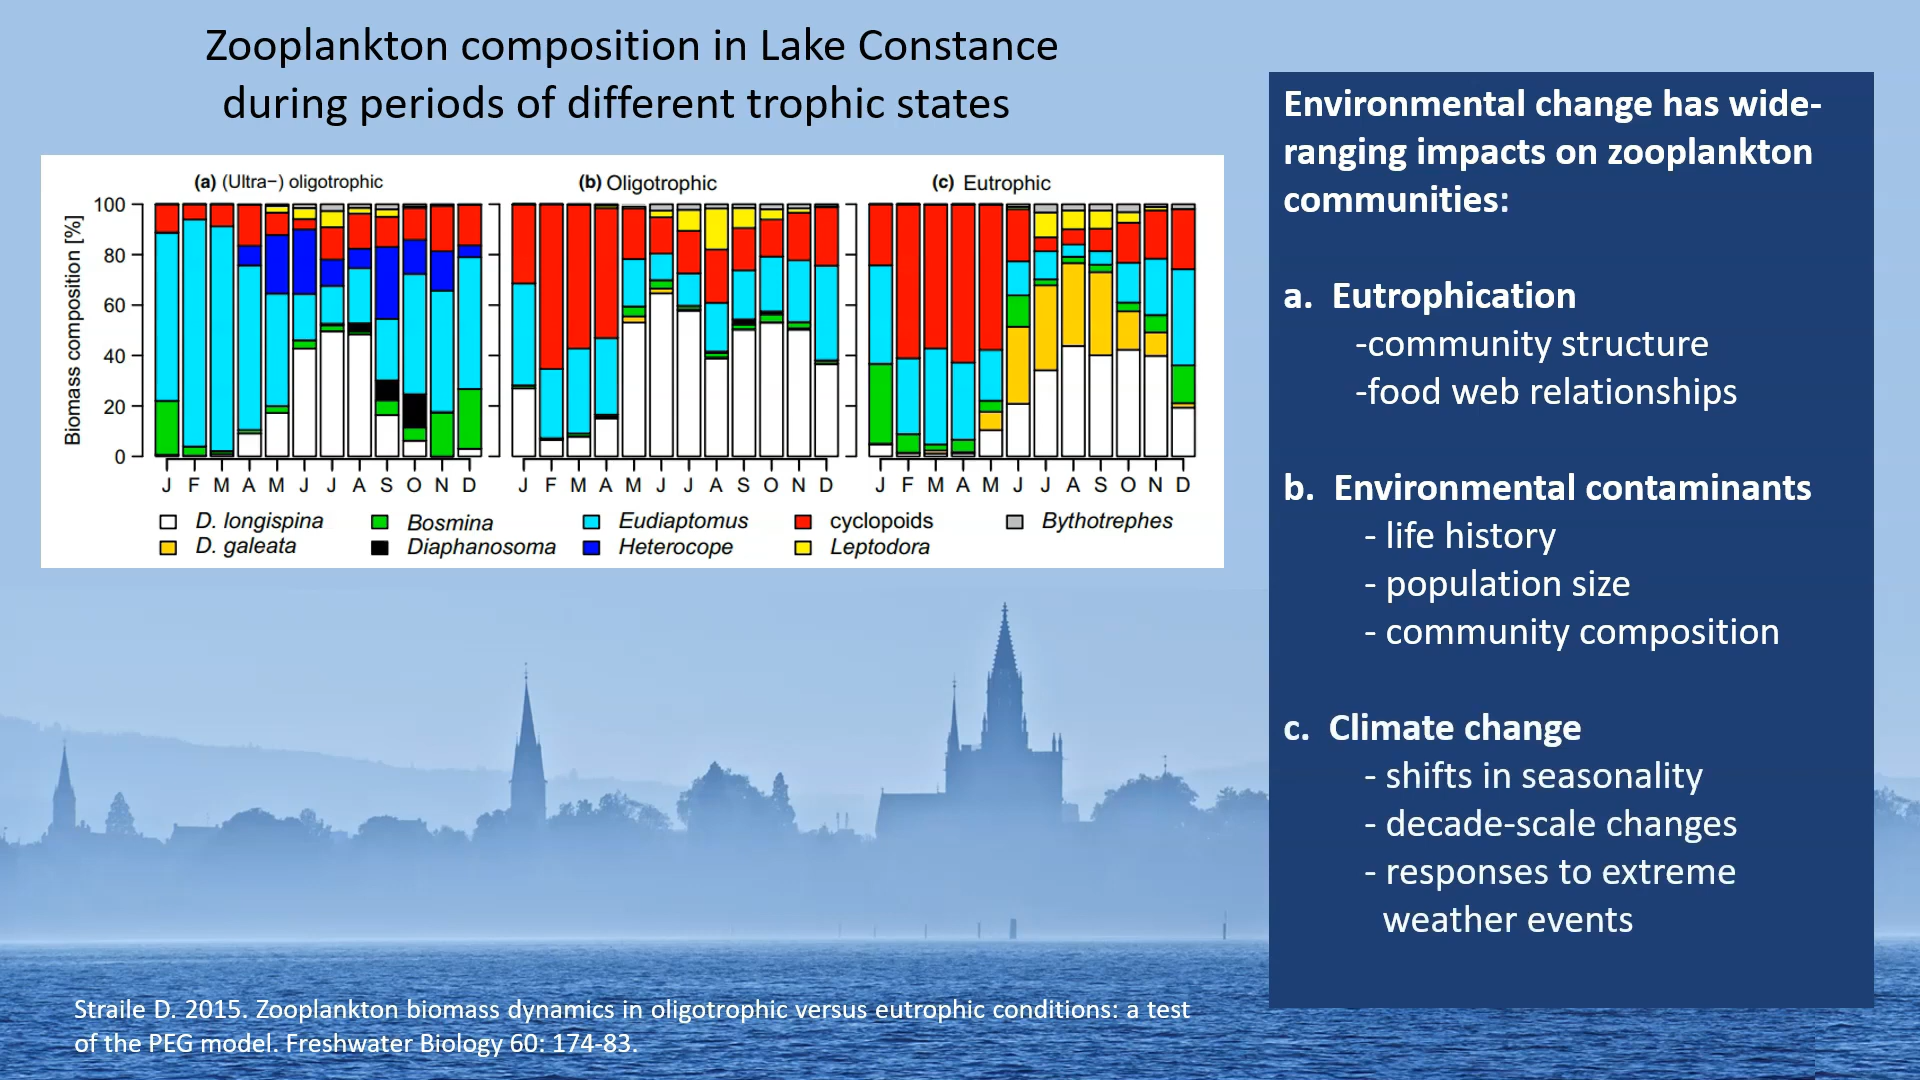 Zooplankton composition in Lake Constance
during periods of different trophic states
(a) (Ultra−) oligotrophic
(b) Oligotrophic
(c) Eutrophic
Biomass composition [%]
100
80
60
40
20
0
J F M A M J J A S O N D
J F M A M J J A S O N D
J F M A M J J A S O N D
D. longispina Bosmina Eudiaptomus cyclopoids Bythotrephes
D. galeata Diaphanosoma Heterocope Leptodora
Environmental change has wide-
ranging impacts on zooplankton
communities:
a. Eutrophication
-community structure
-food web relationships
b. Environmental contaminants
- life history
- population size
- community composition
c. Climate change
- shifts in seasonality
- decade-scale changes
- responses to extreme
weather events
Straile D. 2015. Zooplankton biomass dynamics in oligotrophic versus eutrophic conditions: a test
of the PEG model. Freshwater Biology 60: 174-83.